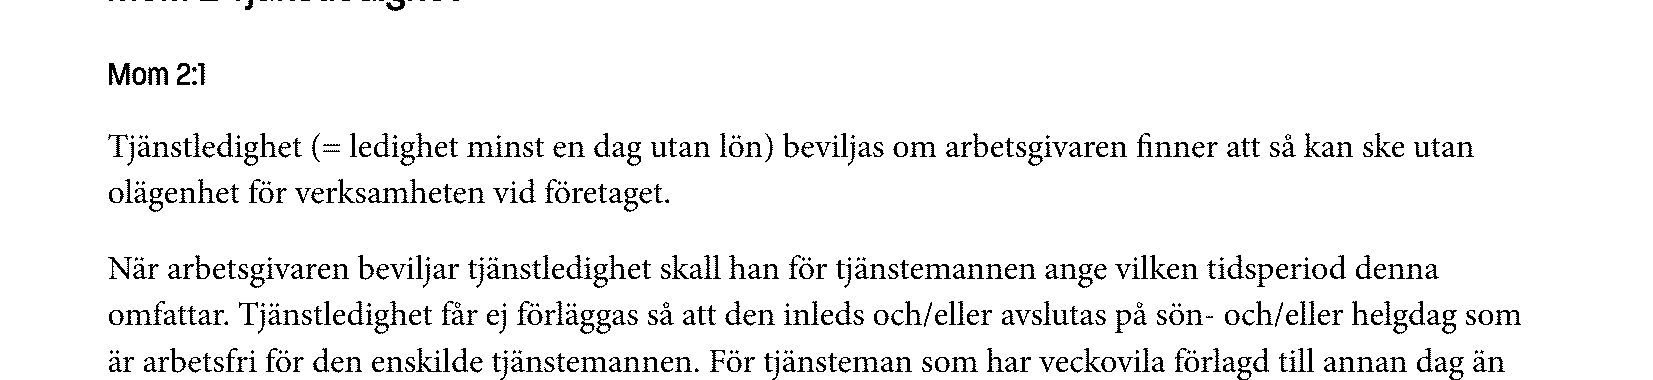 Mom 2 Tjänstledighet
Mom 2:1
Tjänstledighet (= ledighet minst en dag utan lön) beviljas om arbetsgivaren finner att så kan ske utan
olägenhet för verksamheten vid företaget.
När arbetsgivaren beviljar tjänstledighet skall han för tjänstemannen ange vilken tidsperiod denna
omfattar. Tjänstledighet får ej förläggas så att den inleds och/eller avslutas på sön- och/eller helgdag som
är arbetsfri för den enskilde tjänstemannen. För tjänsteman som har veckovila förlagd till annan dag än